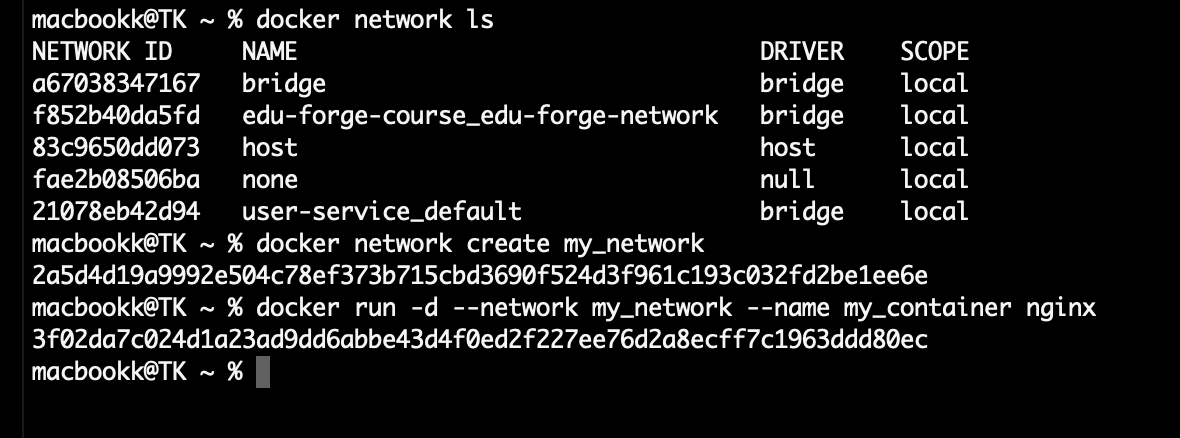 macbookk@TK ~ % docker network ls
NETWORK ID     NAME                               DRIVER    SCOPE
a67038347167   bridge                             bridge    local
f852b40da5fd   edu-forge-course_edu-forge-network   bridge    local
83c9650dd073   host                               host      local
fae2b08506ba   none                               null      local
21078eb42d94   user-service_default               bridge    local
macbookk@TK ~ % docker network create my_network
2a5d4d19a9992e504c78ef373b715cbd3690f524d3f961c193c032fd2be1ee6e
macbookk@TK ~ % docker run -d --network my_network --name my_container nginx
3f02da7c024d1a23ad9dd6abbe43d4f0ed2f227ee76d2a8ecff7c1963ddd80ec
macbookk@TK ~ %